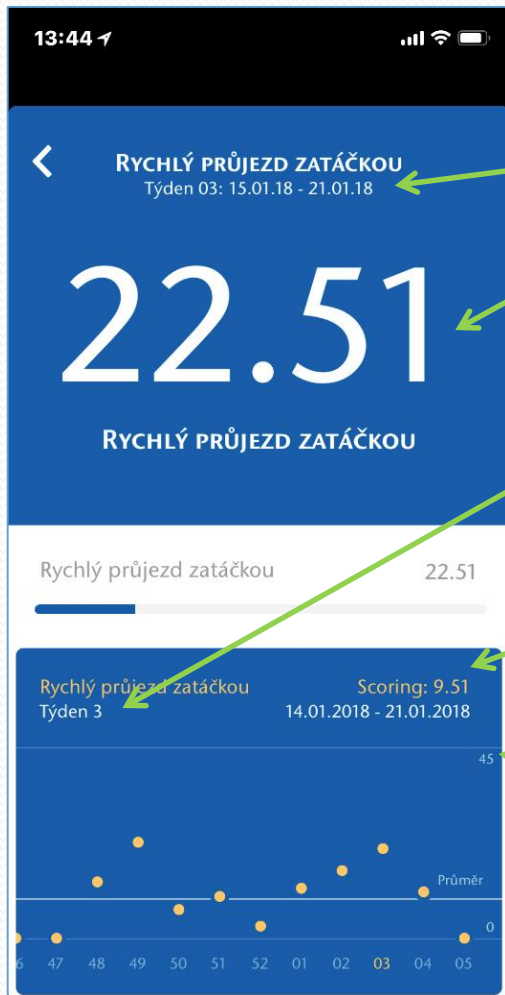 13:44
RYCHLÝ PRŮJEZD ZATÁČKOU
Týden 03: 15.01.18 - 21.01.18
22.51
RYCHLÝ PRŮJEZD ZATÁČKOU
Rychlý průjezd zatáčkou 22.51
Rychlý průjezd zatáčkou Scoring: 9.51
Týden 3 14.01.2018 - 21.01.2018
45
Průměr
0
6 47 48 49 50 51 52 01 02 03 04 05